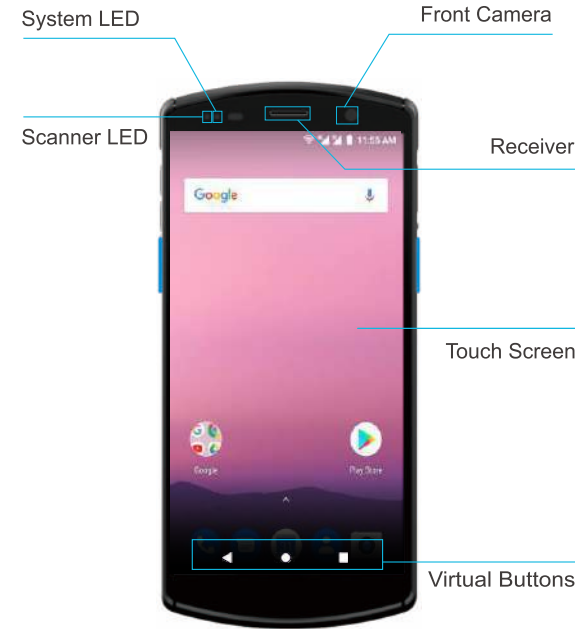 System LED
Front Camera
Scanner LED
Receiver
11:55 AM
Google
Touch Screen
Google
Play Store
Virtual Buttons